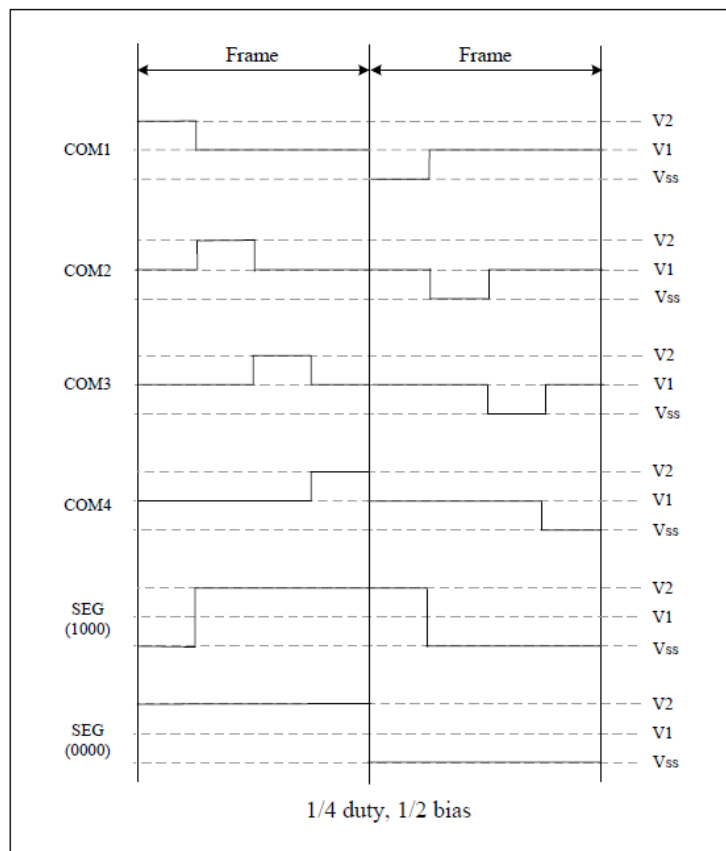 Frame Frame
V2
COM1 V1
Vss
V2
COM2 V1
Vss
V2
COM3 V1
Vss
V2
COM4 V1
Vss
V2
SEG
(1000)
V1
Vss
V2
SEG
(0000)
V1
Vss
1/4 duty, 1/2 bias